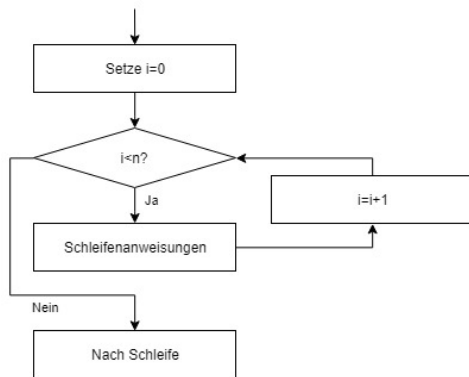 Setze i=0
i<n?
Ja
i=i+1
Schleifenanweisungen
Nein
Nach Schleife